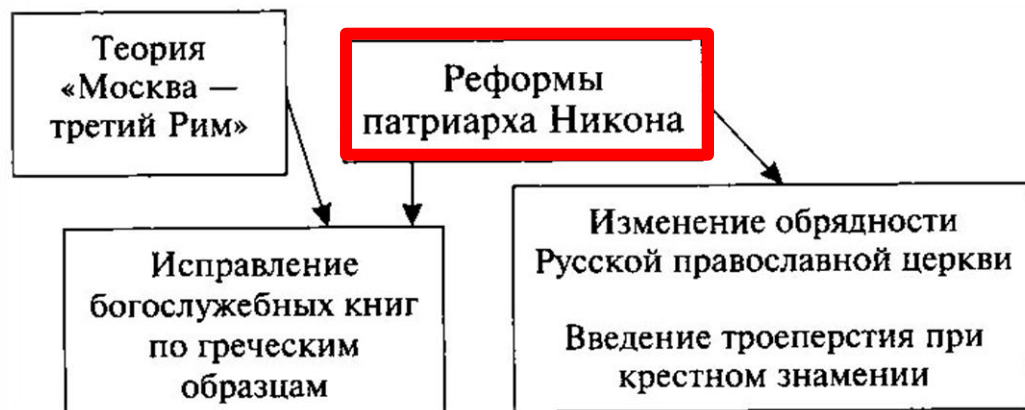 Теория
«Москва —
третий Рим»
Реформы
патриарха Никона
Исправление
богослужебных книг
по греческим
образцам
Изменение обрядности
Русской православной церкви
Введение троеперстия при
крестном знамении